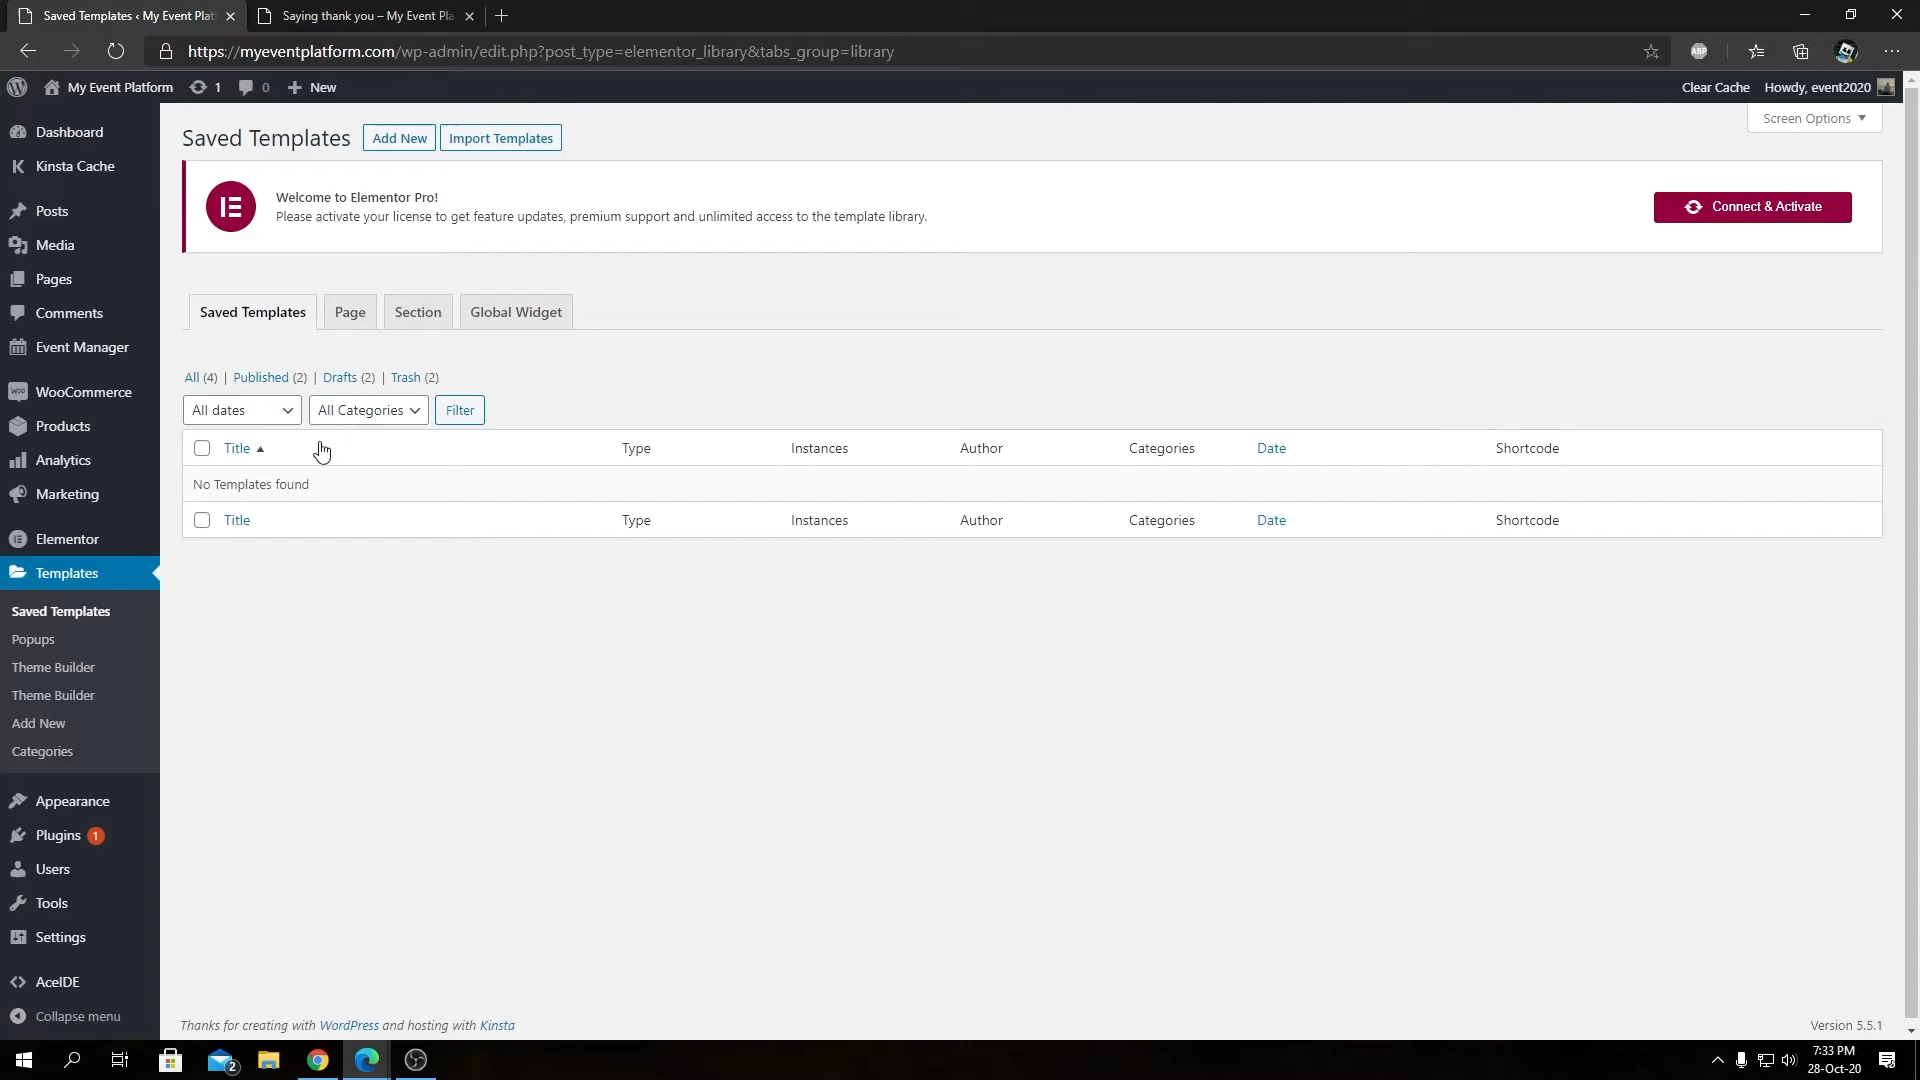 Saved Templates ‹ My Event Plat
Saying thank you – My Event Pla
https://myeventplatform.com/wp-admin/edit.php?post_type=elementor_library&tabs_group=library
ABP
My Event Platform 1 0 New
Clear Cache Howdy, event2020
Dashboard
Kinsta Cache
Posts
Media
Pages
Comments
Event Manager
WooCommerce
Products
Analytics
Marketing
Elementor
Templates
Saved Templates
Popups
Theme Builder
Theme Builder
Add New
Categories
Appearance
Plugins 1
Users
Tools
Settings
AceIDE
Collapse menu
Screen Options
Saved Templates Add New Import Templates
Welcome to Elementor Pro!
Please activate your license to get feature updates, premium support and unlimited access to the template library.
Connect & Activate
Saved Templates Page Section Global Widget
All (4) | Published (2) | Drafts (2) | Trash (2)
All dates All Categories Filter
Title Type Instances Author Categories Date Shortcode
No Templates found
Title Type Instances Author Categories Date Shortcode
Thanks for creating with WordPress and hosting with Kinsta
Version 5.5.1
2
7:33 PM
28-Oct-20